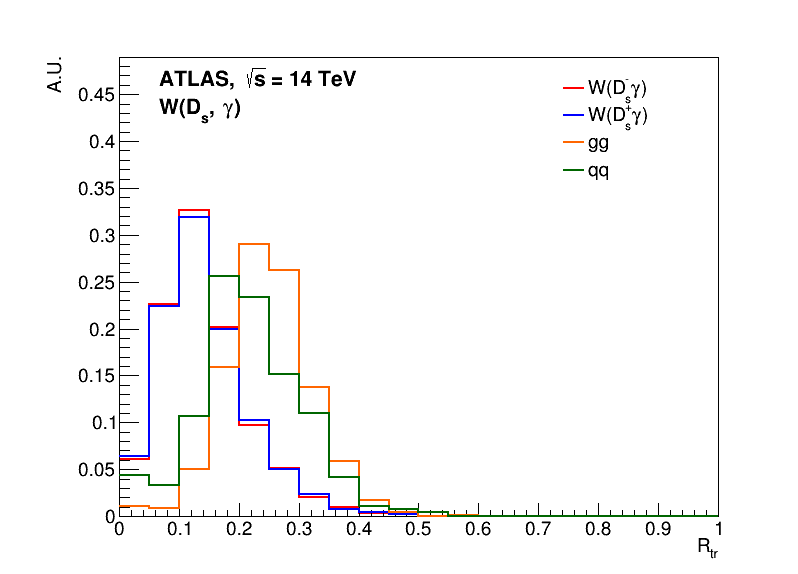 A.U.
ATLAS, √s = 14 TeV
W(Dₛ, γ)
W(Dₛ⁻γ)
W(Dₛ⁺γ)
gg
qq
0.45
0.4
0.35
0.3
0.25
0.2
0.15
0.1
0.05
0
0 0.1 0.2 0.3 0.4 0.5 0.6 0.7 0.8 0.9 1
R_tr